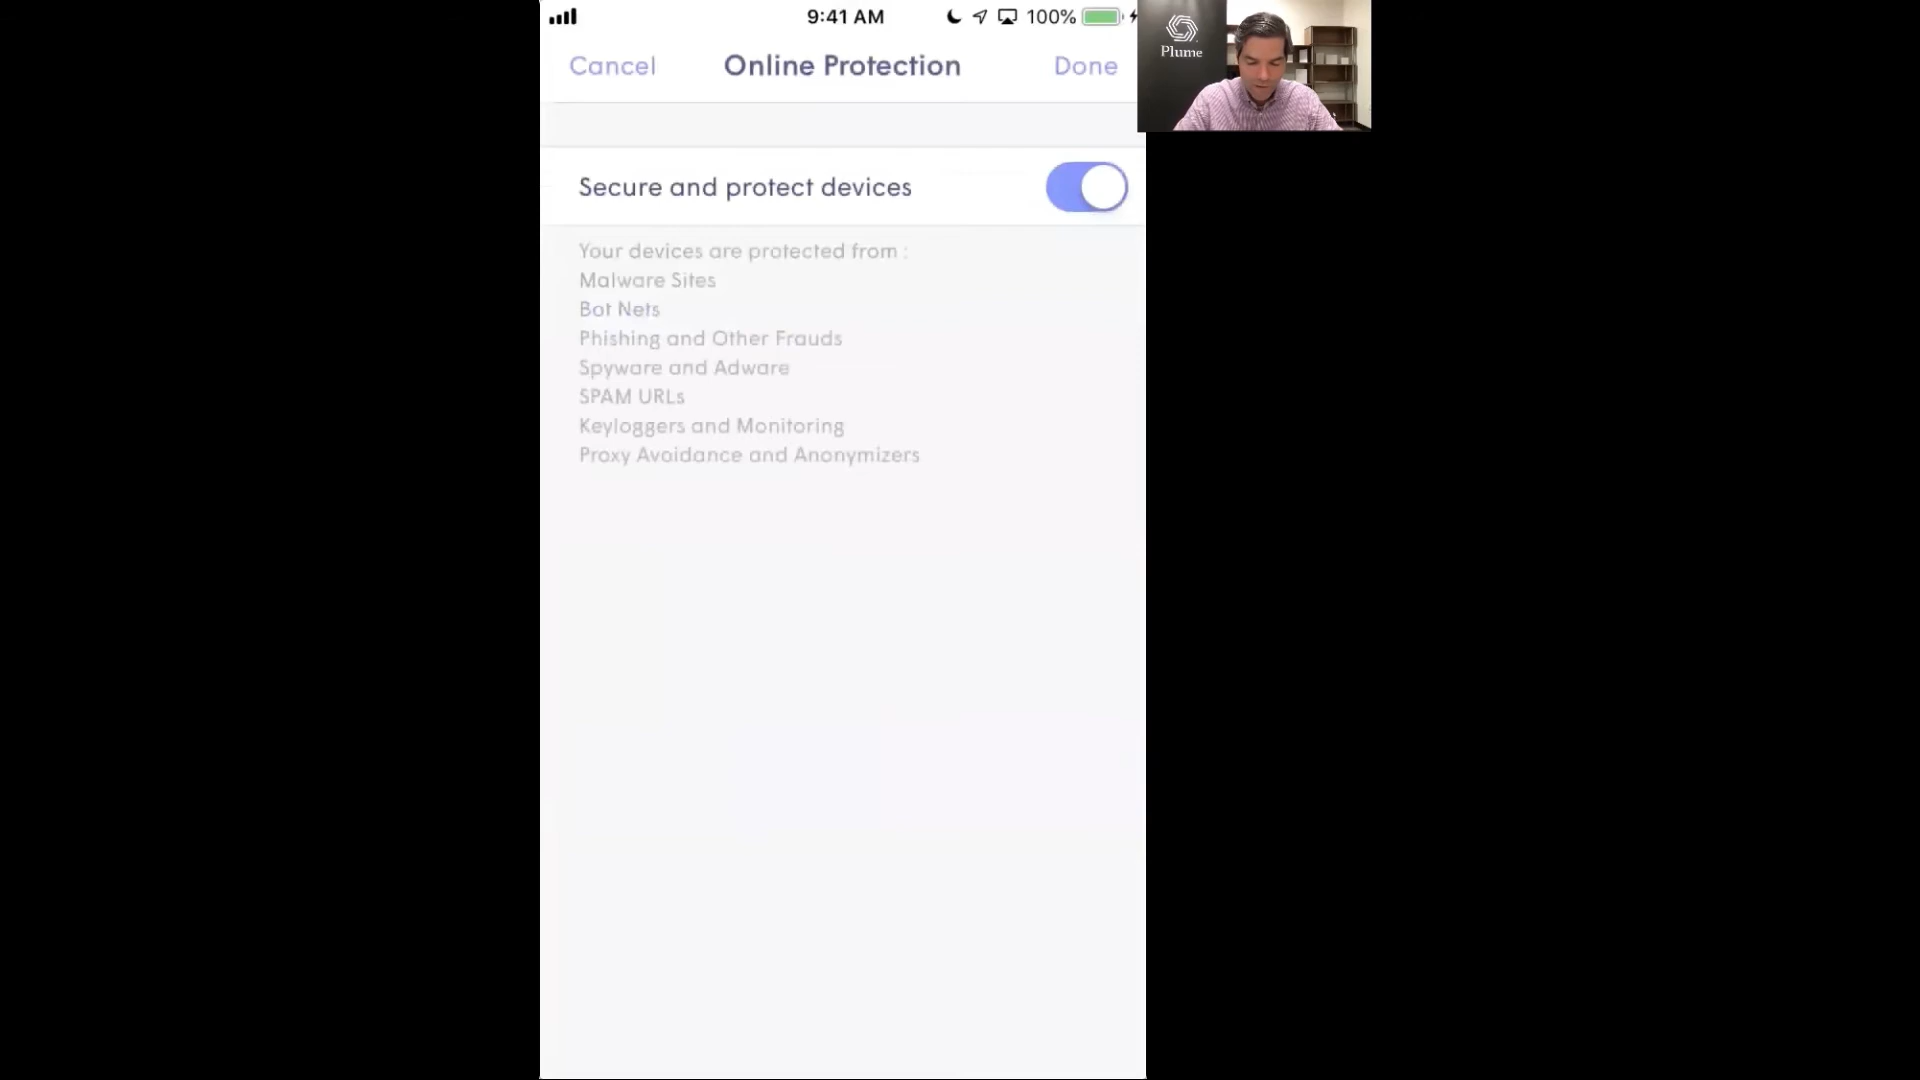 9:41 AM
100%
Cancel
Online Protection
Done
Plume
Secure and protect devices
Your devices are protected from :
Malware Sites
Bot Nets
Phishing and Other Frauds
Spyware and Adware
SPAM URLs
Keyloggers and Monitoring
Proxy Avoidance and Anonymizers